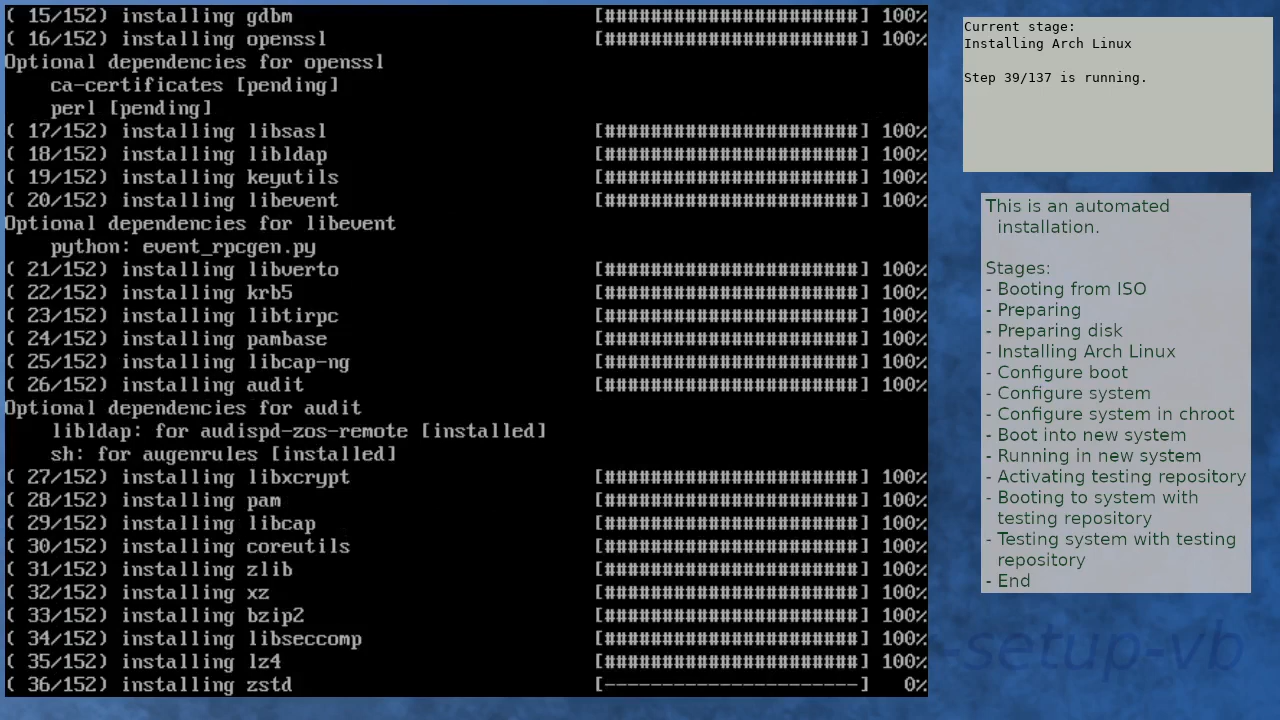 ( 15/152) installing gdbm [######################] 100%
( 16/152) installing openssl [######################] 100%
Optional dependencies for openssl
ca-certificates [pending]
perl [pending]
( 17/152) installing libsasl [######################] 100%
( 18/152) installing libldap [######################] 100%
( 19/152) installing keyutils [######################] 100%
( 20/152) installing libevent [######################] 100%
Optional dependencies for libevent
python: event_rpcgen.py
( 21/152) installing libverto [######################] 100%
( 22/152) installing krb5 [######################] 100%
( 23/152) installing libtirpc [######################] 100%
( 24/152) installing pambase [######################] 100%
( 25/152) installing libcap-ng [######################] 100%
( 26/152) installing audit [######################] 100%
Optional dependencies for audit
libldap: for audispd-zos-remote [installed]
sh: for augenrules [installed]
( 27/152) installing libxcrypt [######################] 100%
( 28/152) installing pam [######################] 100%
( 29/152) installing libcap [######################] 100%
( 30/152) installing coreutils [######################] 100%
( 31/152) installing zlib [######################] 100%
( 32/152) installing xz [######################] 100%
( 33/152) installing bzip2 [######################] 100%
( 34/152) installing libseccomp [######################] 100%
( 35/152) installing lz4 [######################] 100%
( 36/152) installing zstd [----------------------] 0%
Current stage:
Installing Arch Linux
Step 39/137 is running.
This is an automated
installation.
Stages:
- Booting from ISO
- Preparing
- Preparing disk
- Installing Arch Linux
- Configure boot
- Configure system
- Configure system in chroot
- Boot into new system
- Running in new system
- Activating testing repository
- Booting to system with
testing repository
- Testing system with testing
repository
- End
-setup-vb